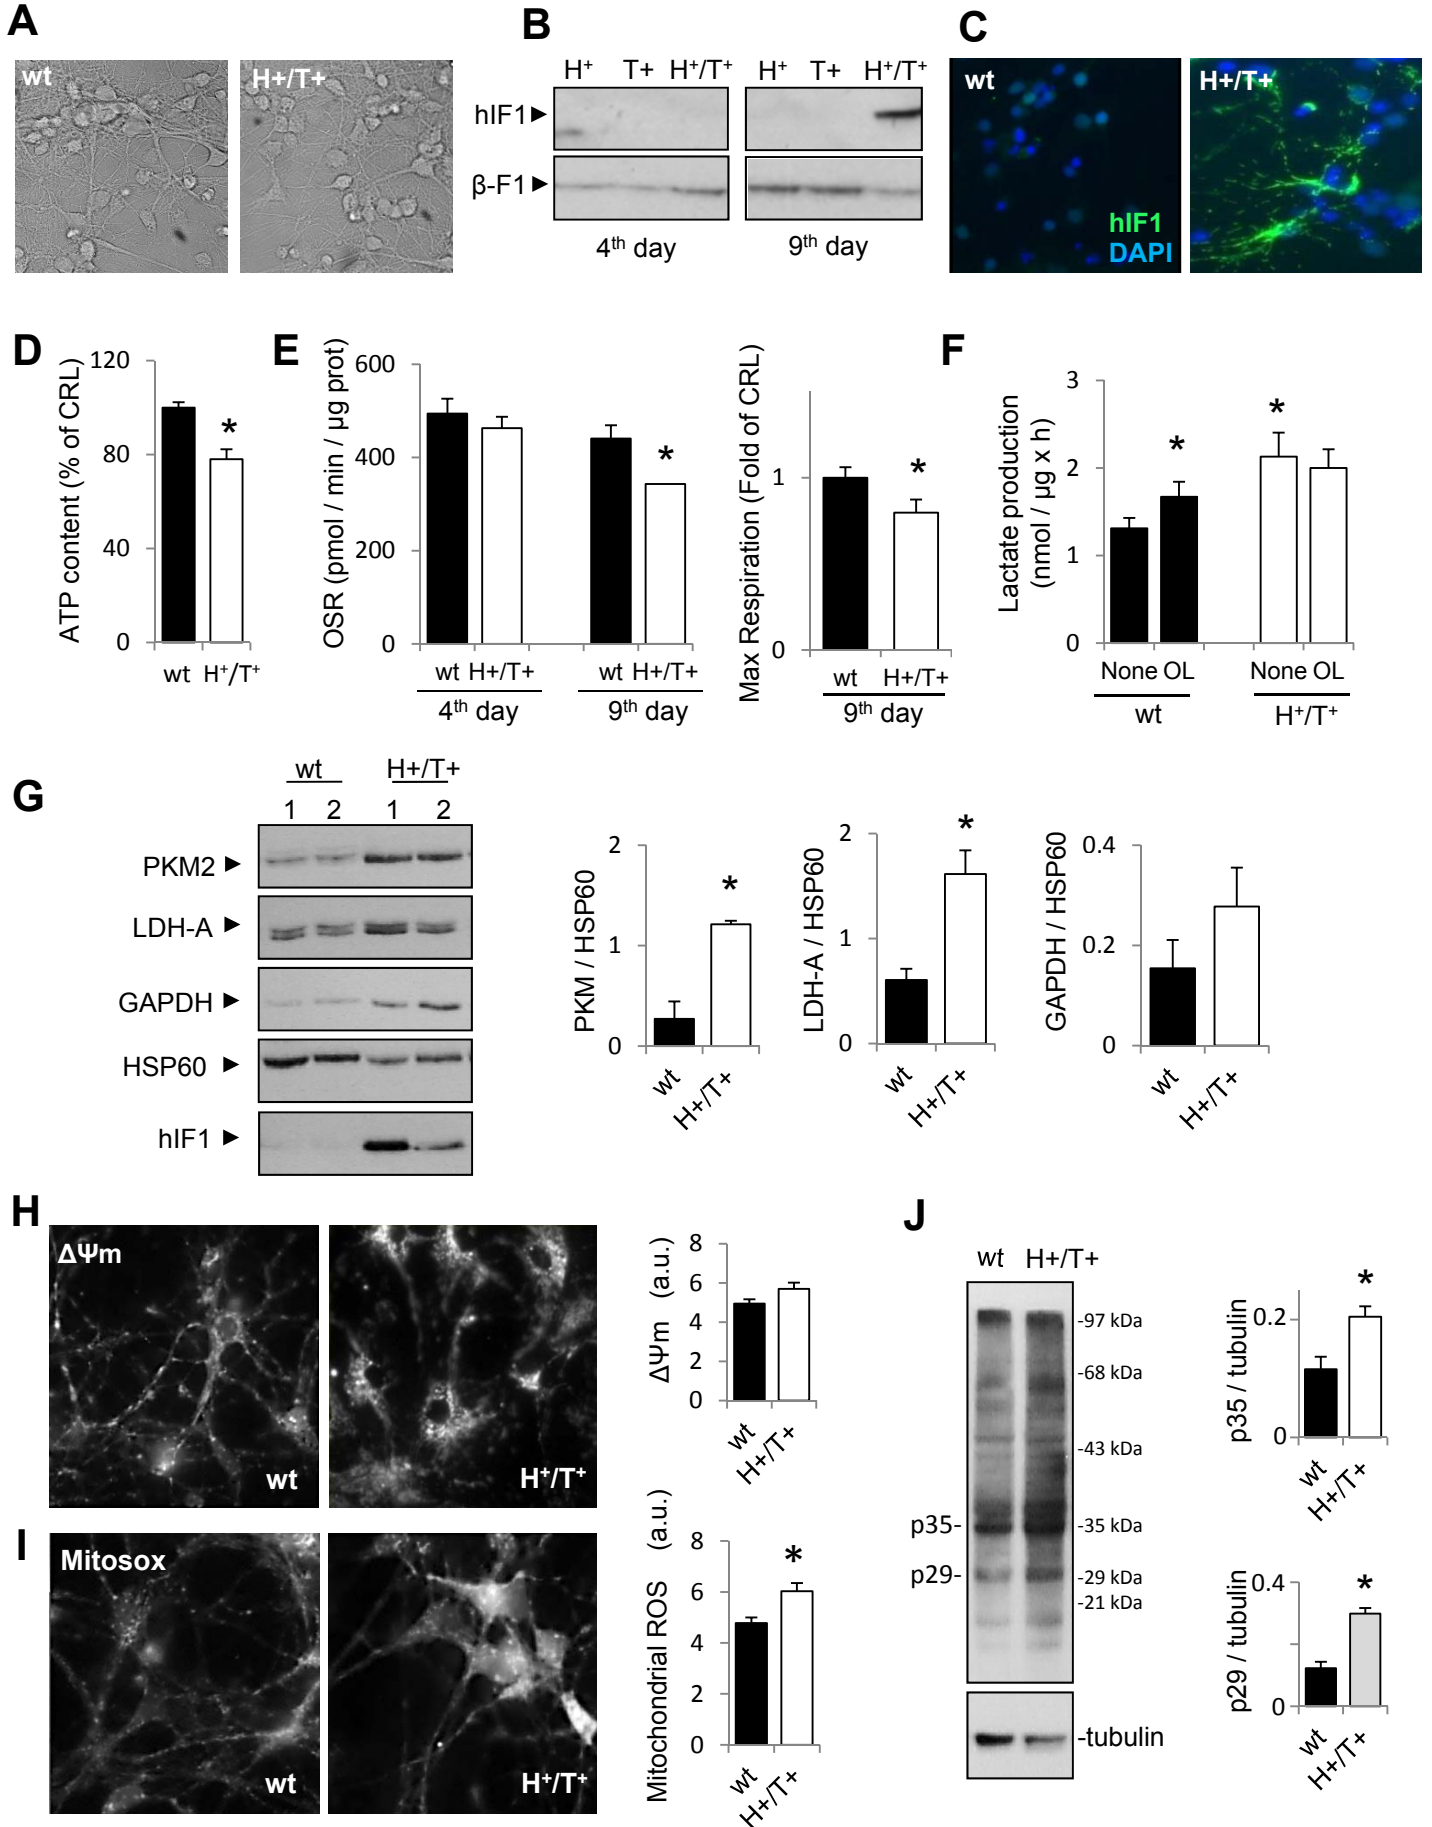 A
wt
H+/T+
B
H⁺ T+ H⁺/T⁺ H⁺ T+ H⁺/T⁺
hIF1
β-F1
4th day
9th day
C
wt
hIF1
DAPI
H+/T+
D
ATP content (% of CRL)
120
80
40
0
*
wt H⁺/T⁺
E
OSR (pmol / min / µg prot)
600
400
200
0
*
wt H+/T+ wt H+/T+
4th day 9th day
Max Respiration (Fold of CRL)
1
0
*
wt H+/T+
9th day
F
Lactate production
(nmol / µg x h)
3
2
1
0
*
*
None OL None OL
wt H⁺/T⁺
G
wt H+/T+
1 2 1 2
PKM2
LDH-A
GAPDH
HSP60
hIF1
PKM / HSP60
2
1
0
*
wt
H+/T+
LDH-A / HSP60
2
1
0
*
wt
H+/T+
GAPDH / HSP60
0.4
0.2
0
wt
H+/T+
H
ΔΨm
wt
H⁺/T⁺
ΔΨm (a.u.)
8
6
4
2
0
wt
H+/T+
I
Mitosox
wt
H⁺/T⁺
Mitochondrial ROS (a.u.)
8
6
4
2
0
*
wt
H+/T+
J
wt H+/T+
-97 kDa
-68 kDa
-43 kDa
p35-
-35 kDa
p29-
-29 kDa
-21 kDa
-tubulin
p35 / tubulin
0.2
0
*
wt
H+/T+
p29 / tubulin
0.4
0
*
wt
H+/T+